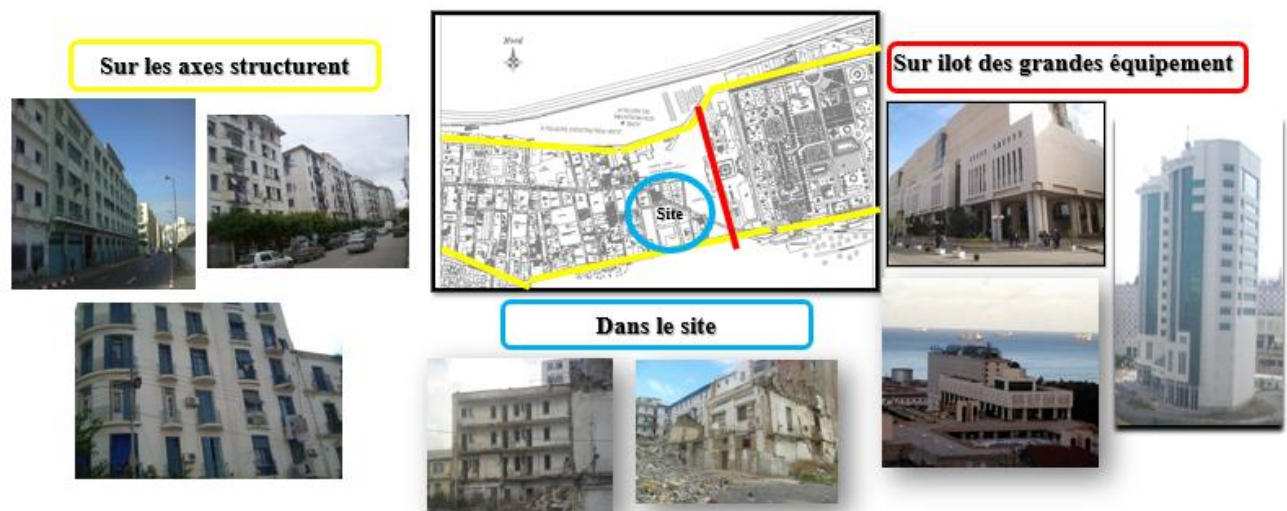 Sur les axes structurent
Nord
Sur ilot des grandes équipement
Site
Dans le site